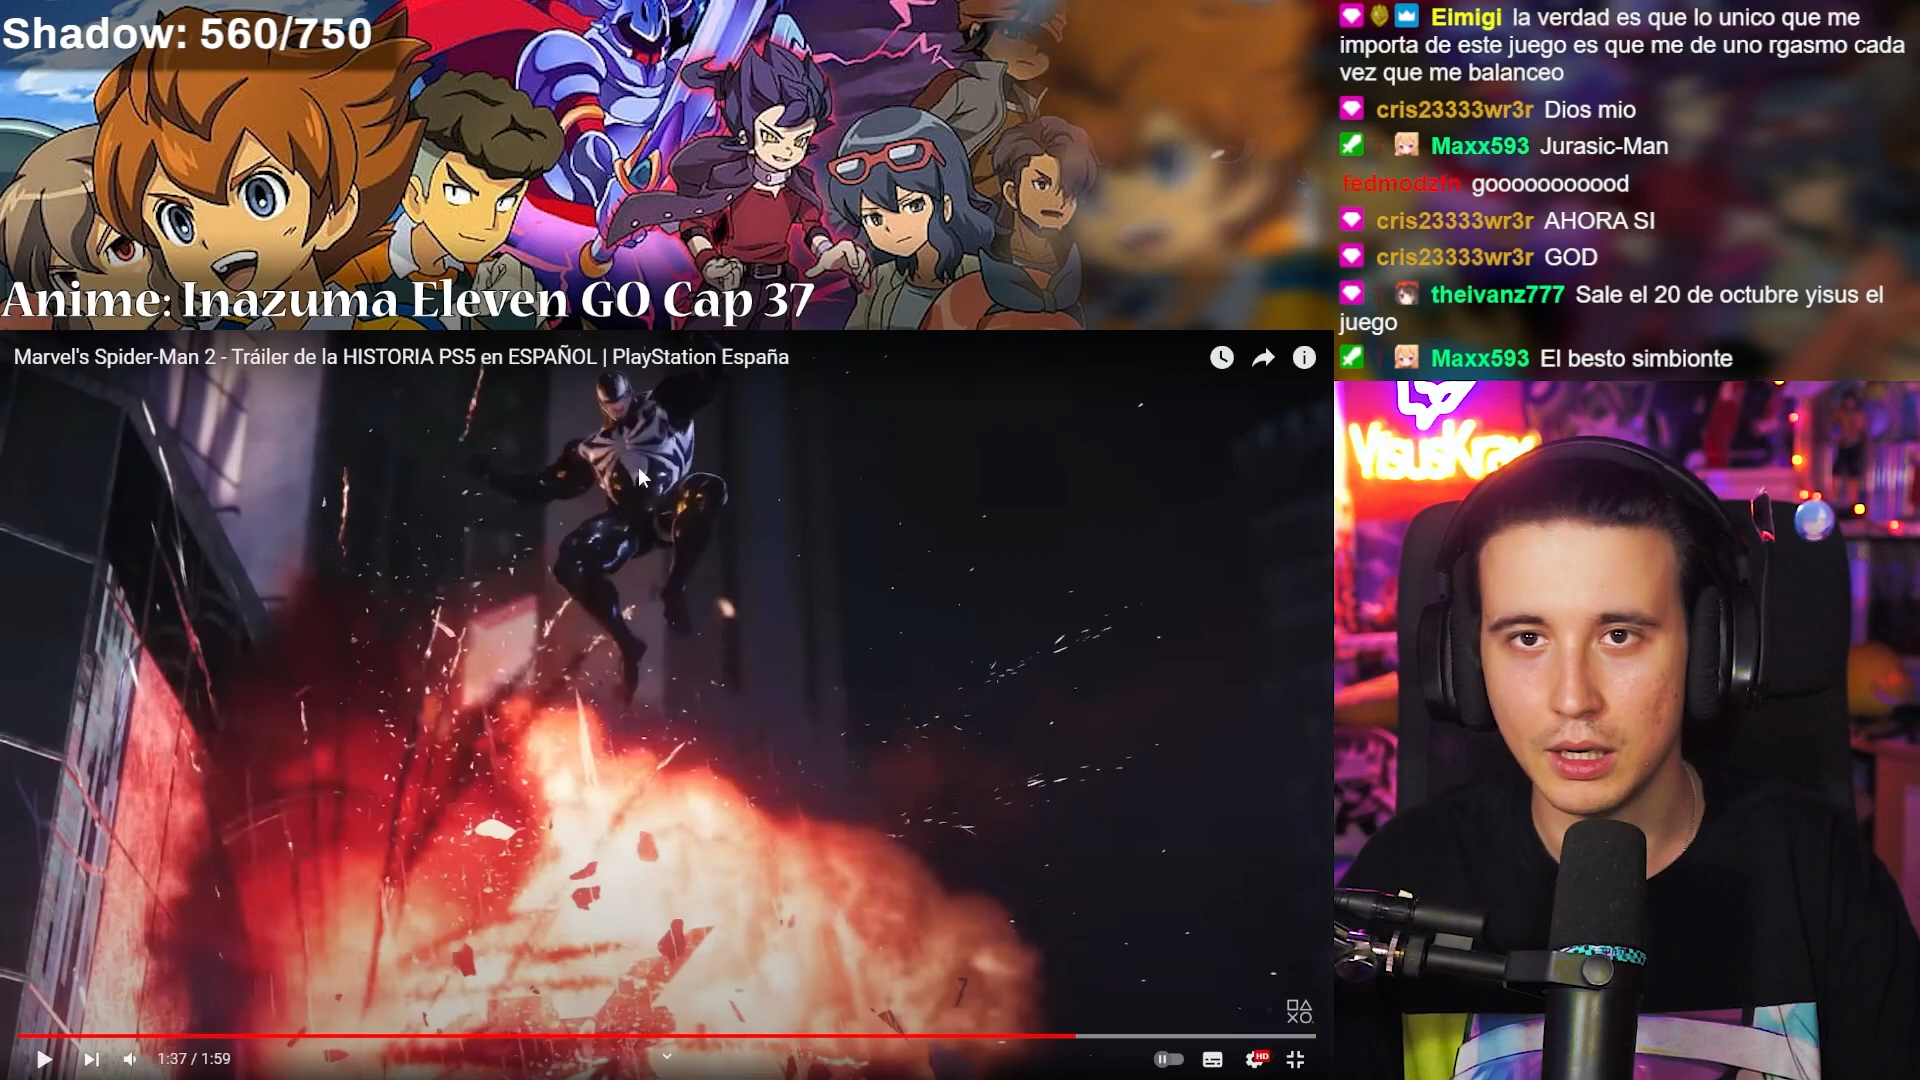 Shadow: 560/750
Anime: Inazuma Eleven GO Cap 37
Marvel's Spider-Man 2 - Tráiler de la HISTORIA PS5 en ESPAÑOL | PlayStation España
1:37 / 1:59
HD
Eimigi la verdad es que lo unico que me
importa de este juego es que me de uno rgasmo cada
vez que me balanceo
cris23333wr3r Dios mio
Maxx593 Jurasic-Man
fedmodzfn gooooooooood
cris23333wr3r AHORA SI
cris23333wr3r GOD
theivanz777 Sale el 20 de octubre yisus el
juego
Maxx593 El besto simbionte
YisusKray